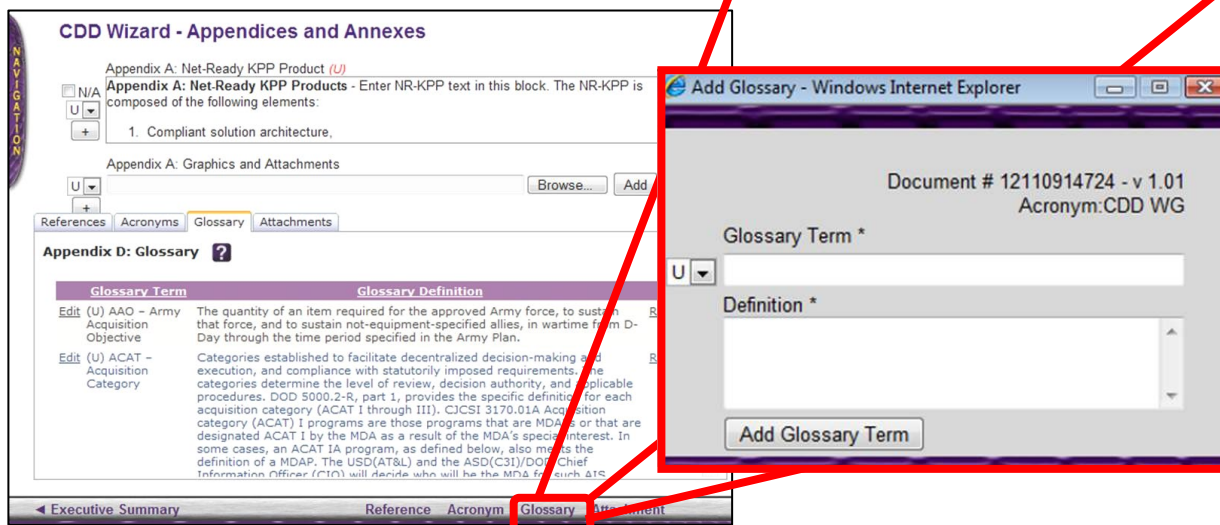 CDD Wizard - Appendices and Annexes
NAVIGATION
Appendix A: Net-Ready KPP Product (U)
N/A
U
+
Appendix A: Net-Ready KPP Products - Enter NR-KPP text in this block. The NR-KPP is
composed of the following elements:
1. Compliant solution architecture,
Appendix A: Graphics and Attachments
U
Browse... Add
+
References Acronyms Glossary Attachments
Appendix D: Glossary ?
Glossary Term Glossary Definition
Edit (U) AAO – Army Acquisition Objective
The quantity of an item required for the approved Army force, to sustain
that force, and to sustain not-equipment-specified allies, in wartime from D-
Day through the time period specified in the Army Plan.
R
Edit (U) ACAT – Acquisition Category
Categories established to facilitate decentralized decision-making and
execution, and compliance with statutorily imposed requirements. The
categories determine the level of review, decision authority, and applicable
procedures. DOD 5000.2-R, part 1, provides the specific definition for each
acquisition category (ACAT I through III). CJCSI 3170.01A Acquisition
category (ACAT) I programs are those programs that are MDAPs or that are
designated ACAT I by the MDA as a result of the MDA's special interest. In
some cases, an ACAT IA program, as defined below, also meets the
definition of a MDAP. The USD(AT&L) and the ASD(C3I)/DOD Chief
Information Officer (CIO) will decide who will be the MDA for such AIS
R
◄ Executive Summary Reference Acronym Glossary Attachment
Add Glossary - Windows Internet Explorer
Document # 12110914724 - v 1.01
Acronym:CDD WG
Glossary Term *
U
Definition *
Add Glossary Term